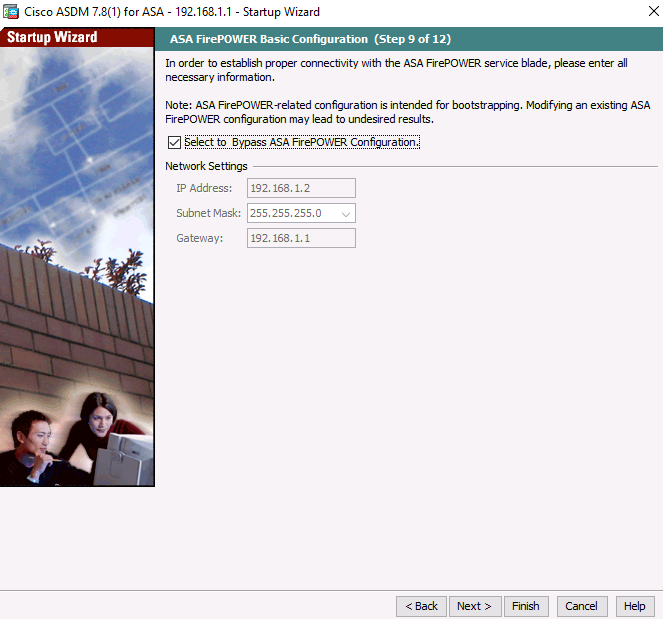 Cisco ASDM 7.8(1) for ASA - 192.168.1.1 - Startup Wizard
Startup Wizard
ASA FirePOWER Basic Configuration (Step 9 of 12)
In order to establish proper connectivity with the ASA FirePOWER service blade, please enter all
necessary information.
Note: ASA FirePOWER-related configuration is intended for bootstrapping. Modifying an existing ASA
FirePOWER configuration may lead to undesired results.
Select to Bypass ASA FirePOWER Configuration.
Network Settings
IP Address: 192.168.1.2
Subnet Mask: 255.255.255.0
Gateway: 192.168.1.1
< Back Next > Finish Cancel Help